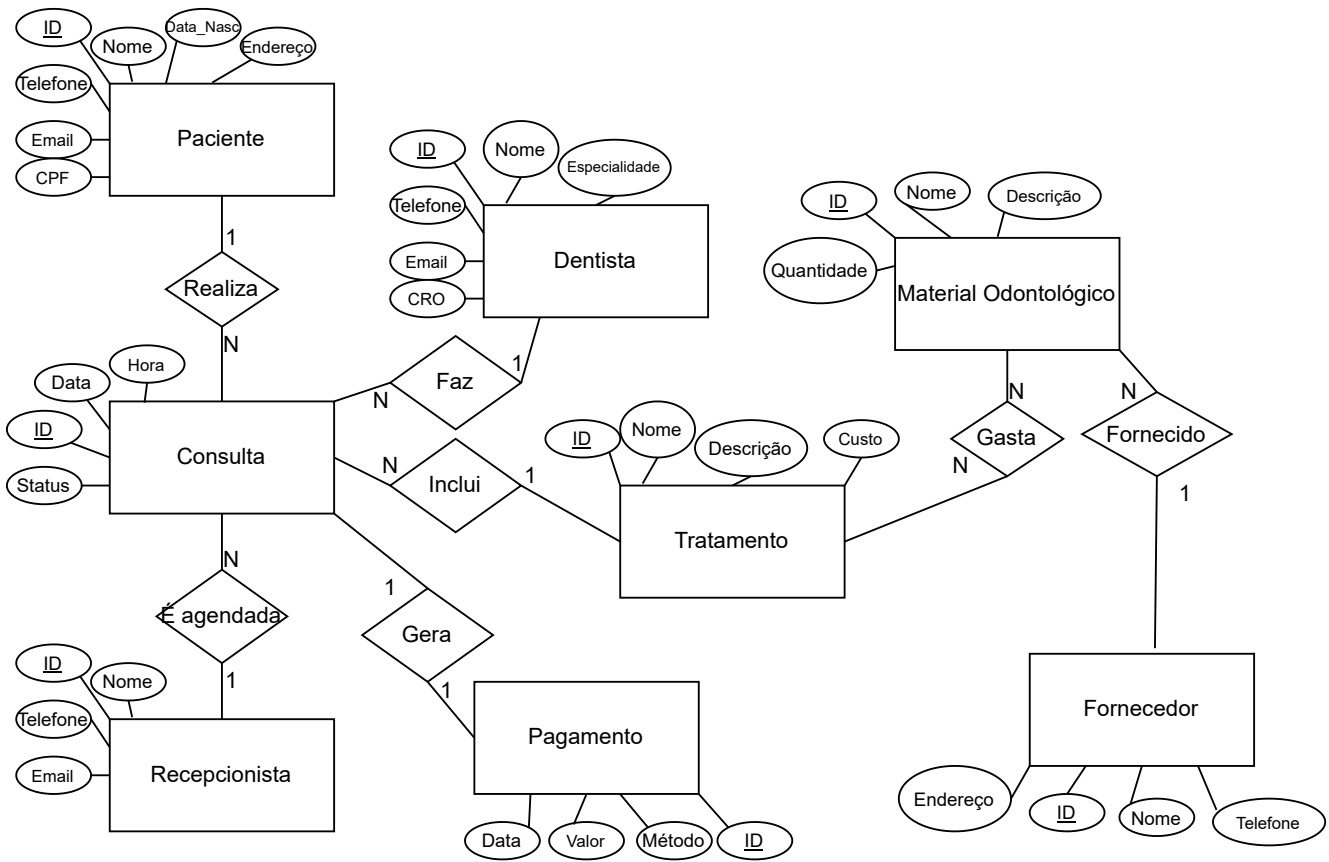 ID
Nome
Data_Nasc
Endereço
Telefone
Email
CPF
Paciente
1
Realiza
N
ID
Nome
Especialidade
Telefone
Email
CRO
Dentista
1
Faz
N
ID
Nome
Descrição
Quantidade
Material Odontológico
N
Gasta
N
N
Fornecido
1
Hora
Data
ID
Status
Consulta
N
Inclui
1
ID
Nome
Descrição
Custo
Tratamento
N
É agendada
1
1
Gera
1
ID
Nome
Telefone
Email
Recepcionista
Pagamento
Data
Valor
Método
ID
Fornecedor
Endereço
ID
Nome
Telefone